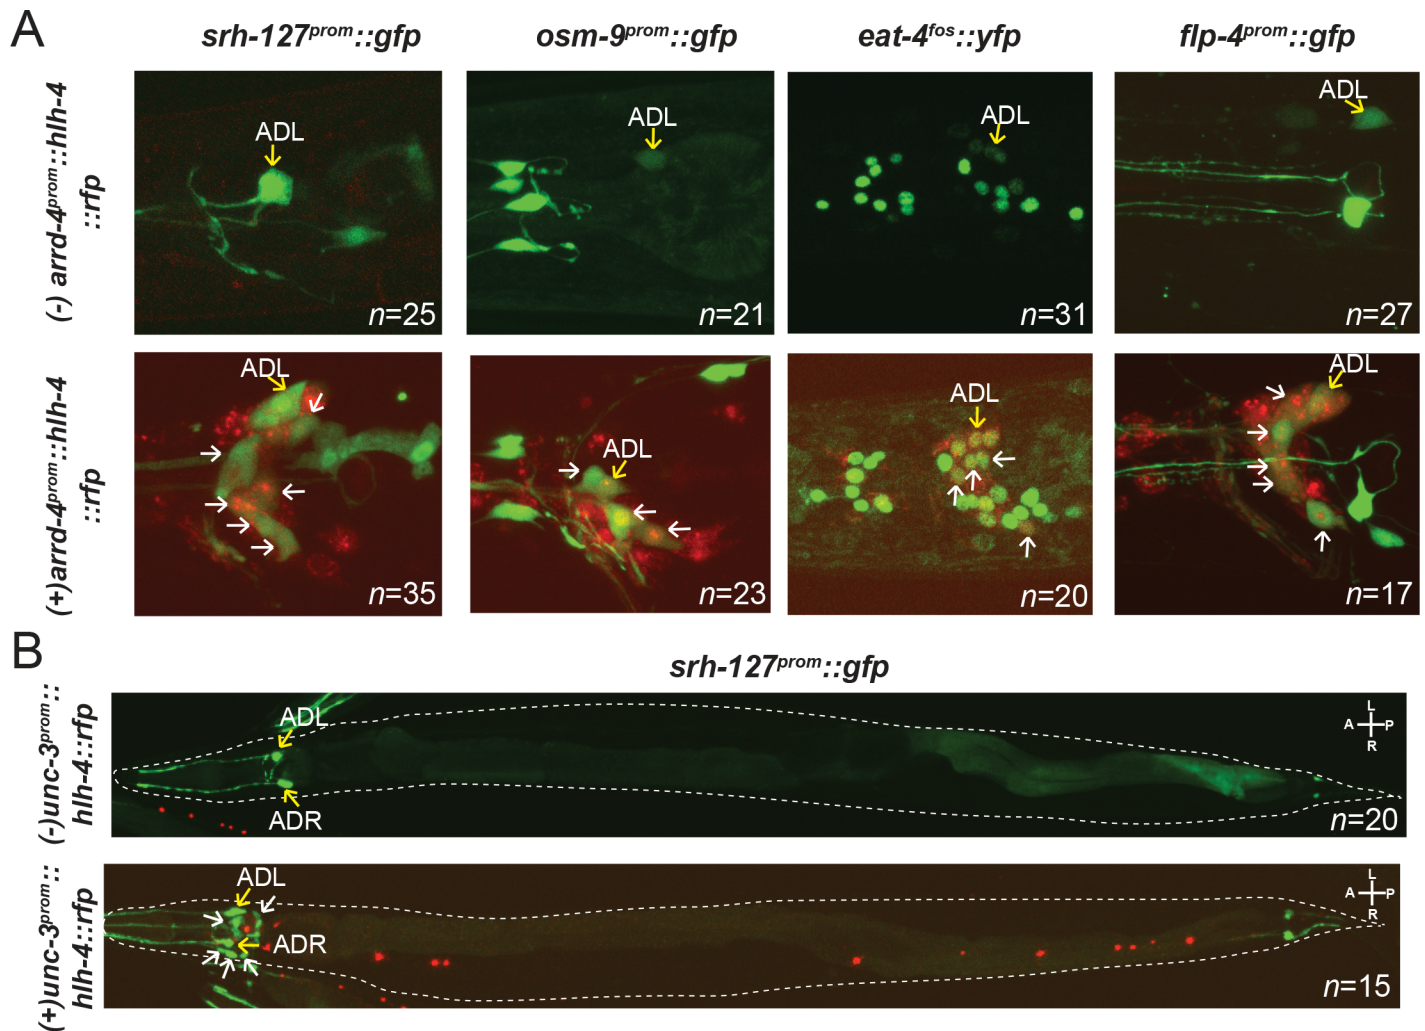 A
srh-127prom::gfp osm-9prom::gfp eat-4fos::yfp flp-4prom::gfp
(-) arrd-4prom::hlh-4
::rfp
ADL ADL ADL ADL
n=25 n=21 n=31 n=27
(+)arrd-4prom::hlh-4
::rfp
ADL ADL ADL ADL
n=35 n=23 n=20 n=17
B
srh-127prom::gfp
(-)unc-3prom::
hlh-4::rfp
ADL
ADR
L
A P
R
n=20
(+)unc-3prom::
hlh-4::rfp
ADL
ADR
L
A P
R
n=15